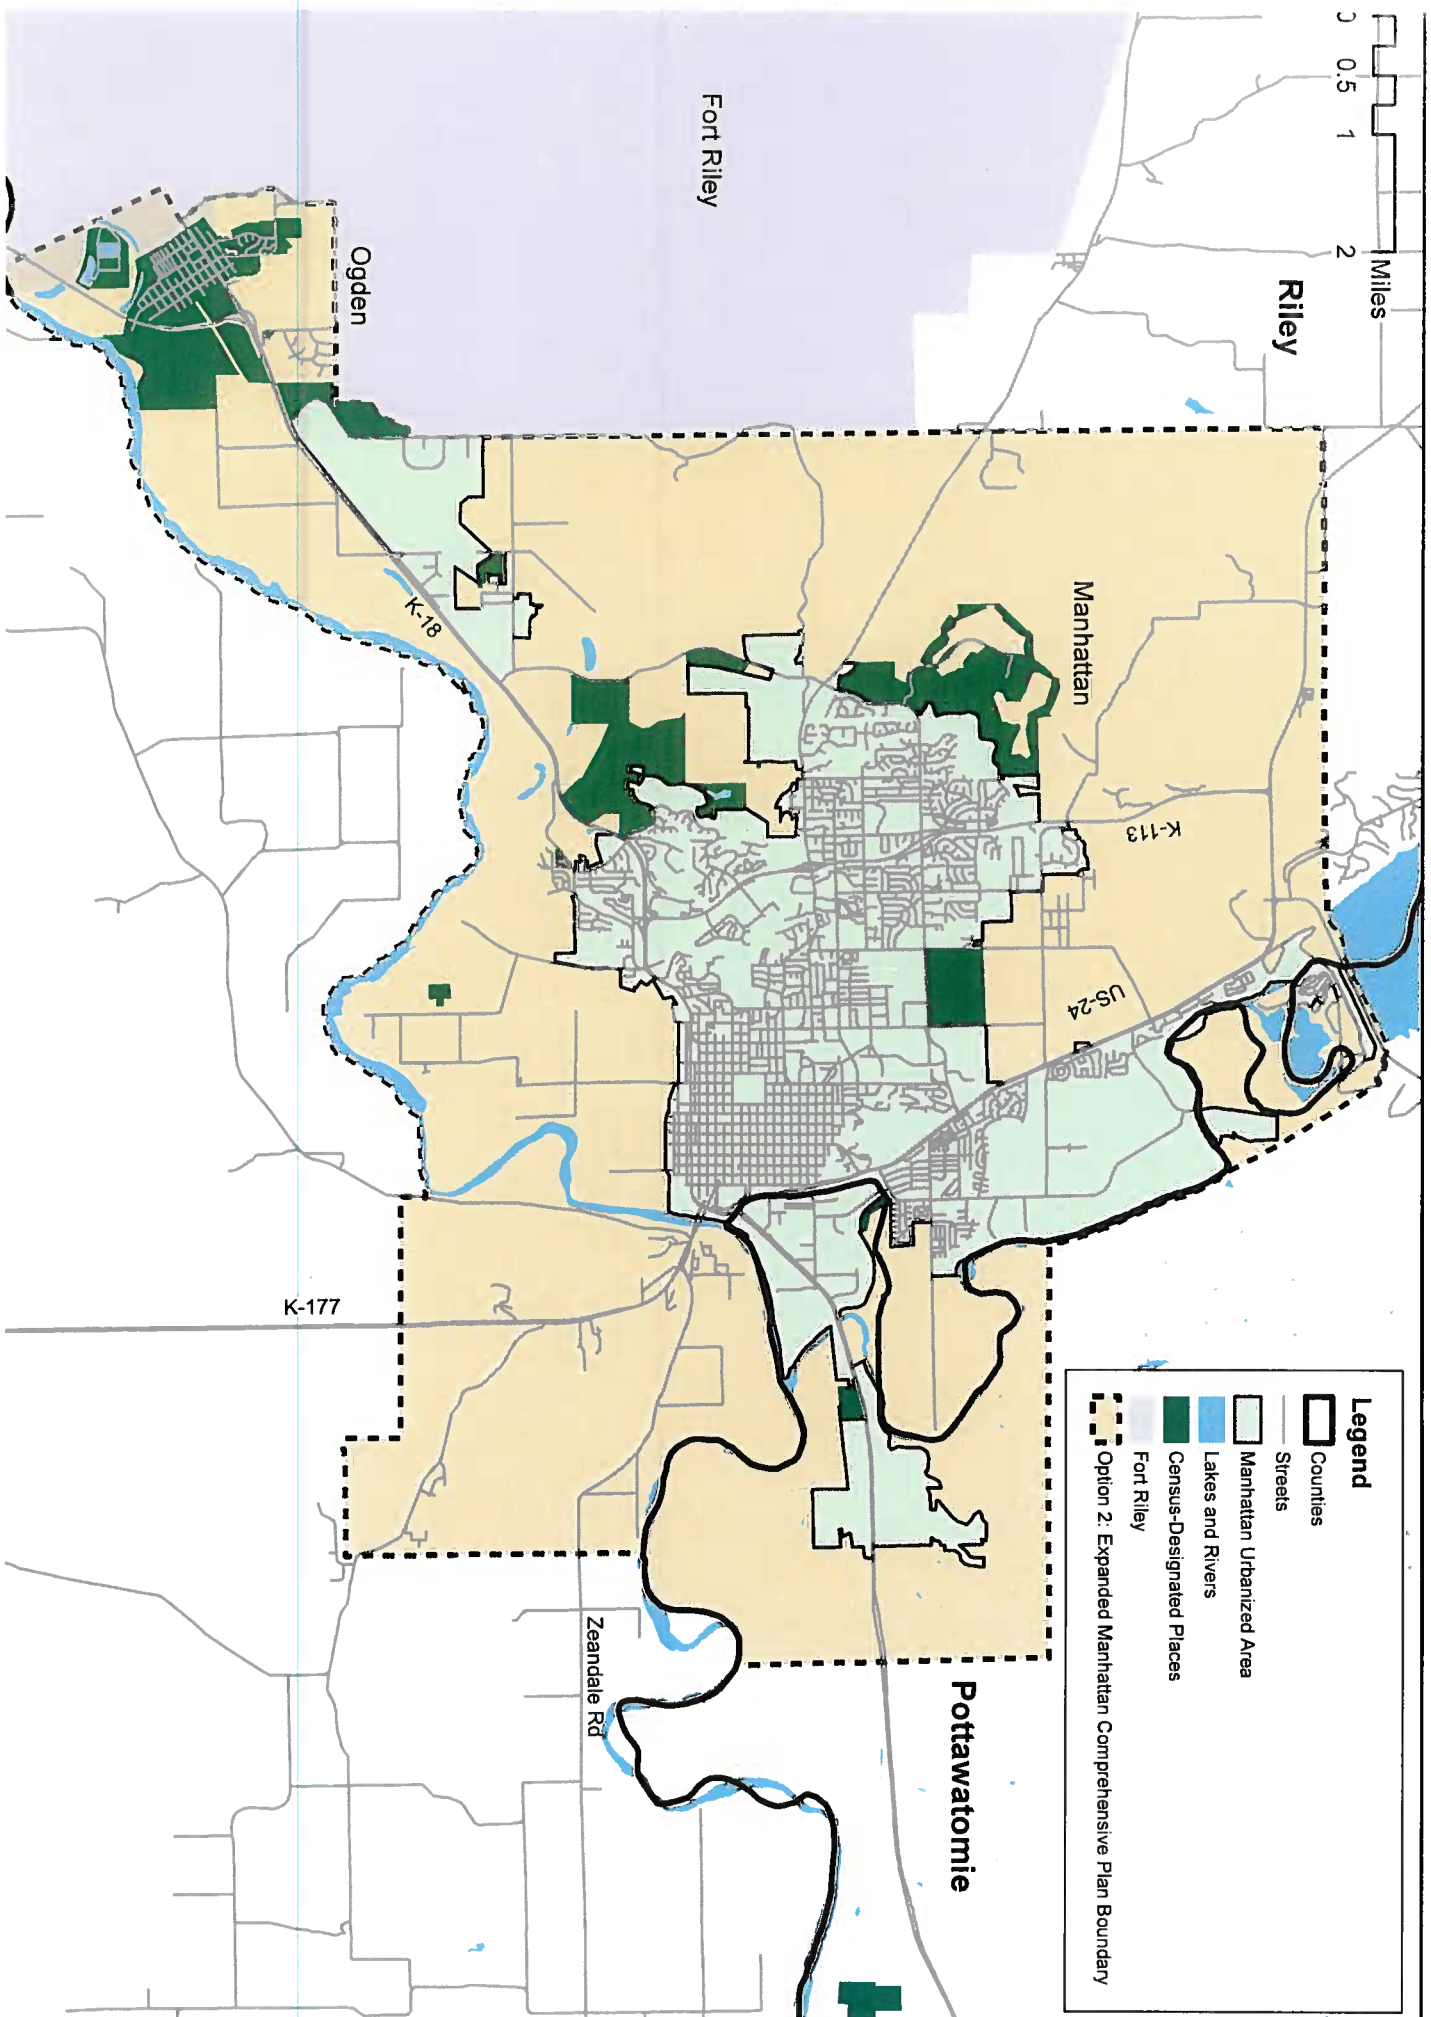 0 0.5 1 2
Miles
Riley
Fort Riley
Ogden
Manhattan
K-18
K-113
US-24
K-177
Zeandale Rd
Pottawatomie
Legend
Counties
Streets
Manhattan Urbanized Area
Lakes and Rivers
Census-Designated Places
Fort Riley
Option 2: Expanded Manhattan Comprehensive Plan Boundary